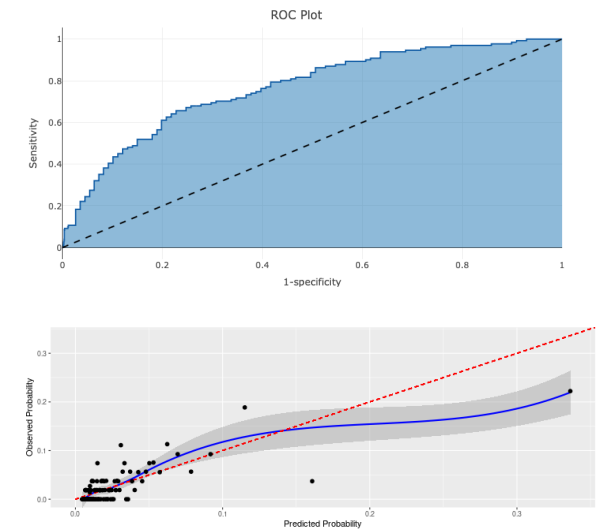 ROC Plot
1
0.8
0.6
0.4
0.2
0
Sensitivity
0 0.2 0.4 0.6 0.8 1
1-specificity
0.3
0.2
0.1
0.0
Observed Probability
0.0 0.1 0.2 0.3
Predicted Probability